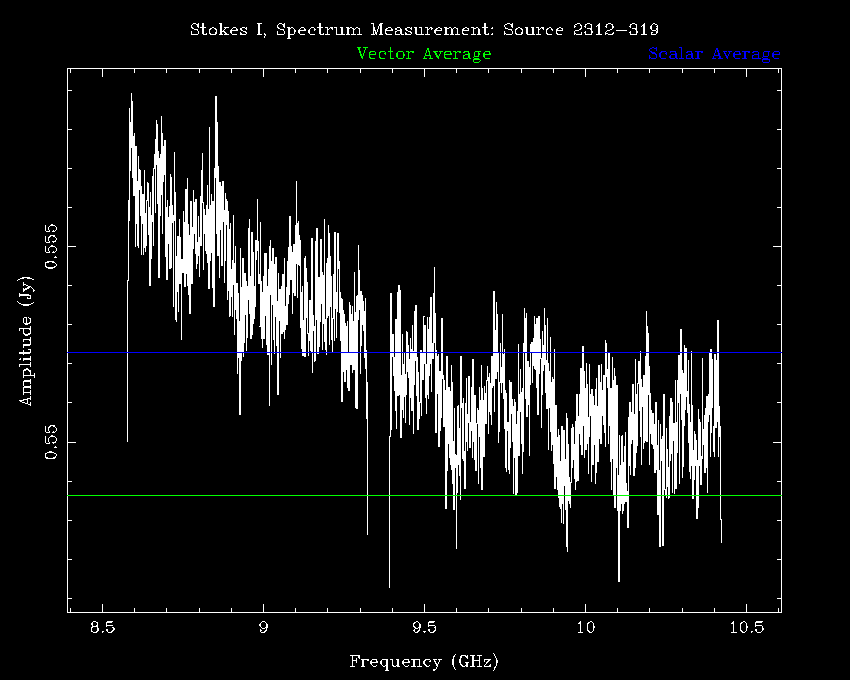 Stokes I, Spectrum Measurement: Source 2312-319
Vector Average Scalar Average
0.555
0.55
Amplitude (Jy)
8.5 9 9.5 10 10.5
Frequency (GHz)